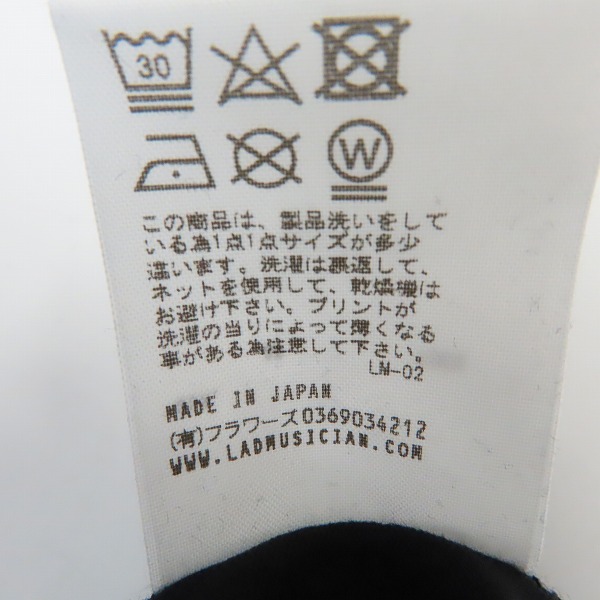 30
W
この商品は、製品洗いをして
いる為1点1点サイズが多少
違います。洗濯は裏返して、
ネットを使用して、乾燥機は
お避け下さい。プリントが
洗濯の当りによって薄くなる
事がある為注意して下さい。
LM-02
MADE IN JAPAN
(有)フラワーズ0369034212
WWW.LADMUSICIAN.COM